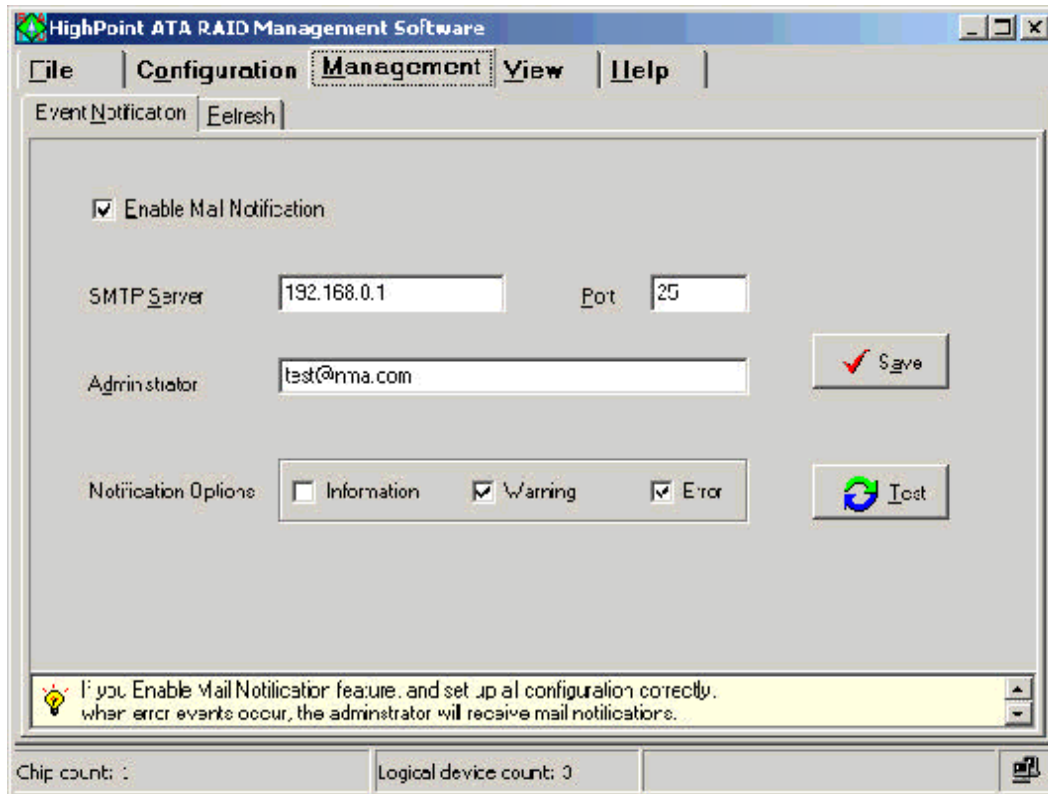 HighPoint ATA RAID Management Software
File Configuration Management View Help
Event Notification Refresh
Enable Mail Notification
SMTP Server 192.168.0.1 Port 25
Administrator test@nma.com
Save
Notification Options Information Warning Error
Test
If you Enable Mail Notification feature, and set up all configuration correctly,
when error events occur, the adminstrator will receive mail notifications.
Chip count: Logical device count: